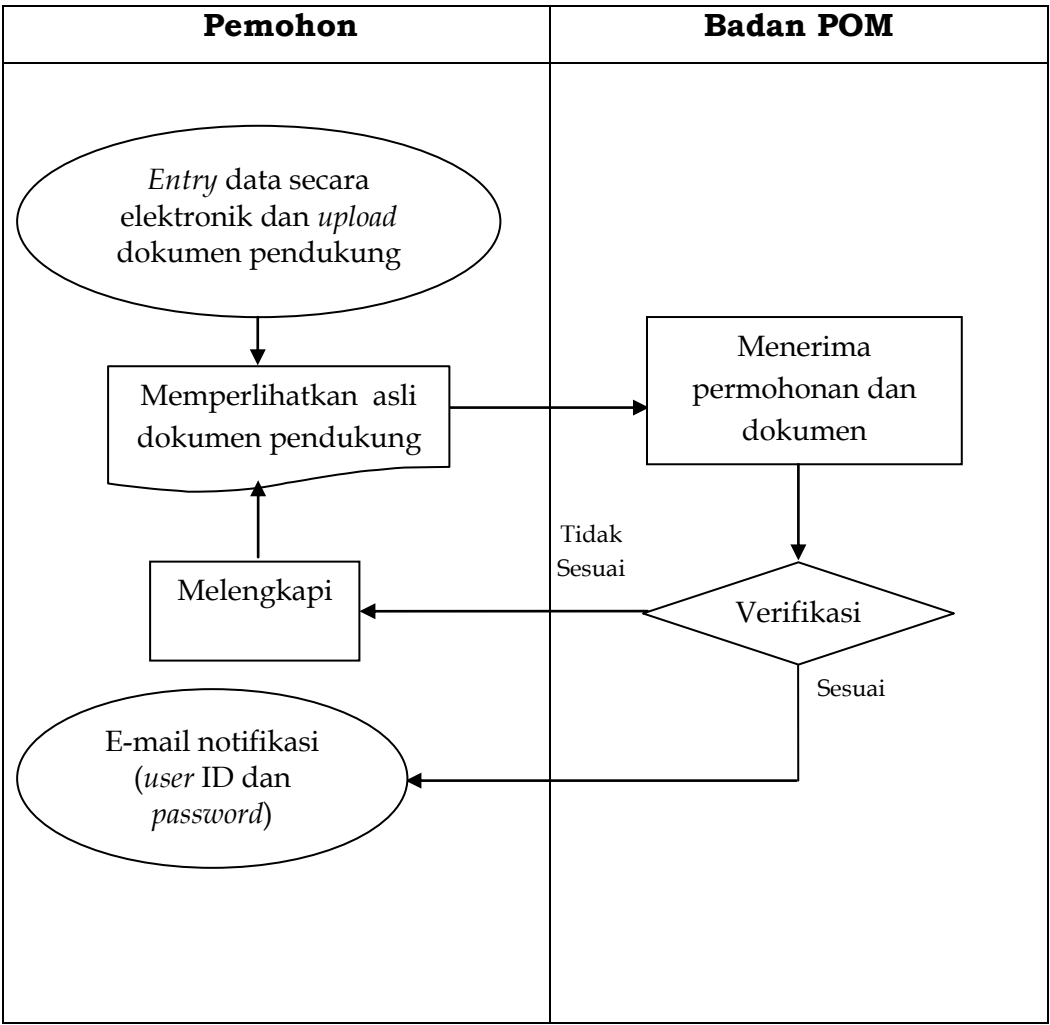 Pemohon
Badan POM
Entry data secara
elektronik dan upload
dokumen pendukung
Memperlihatkan asli
dokumen pendukung
Menerima
permohonan dan
dokumen
Tidak
Sesuai
Melengkapi
Verifikasi
Sesuai
E-mail notifikasi
(user ID dan
password)